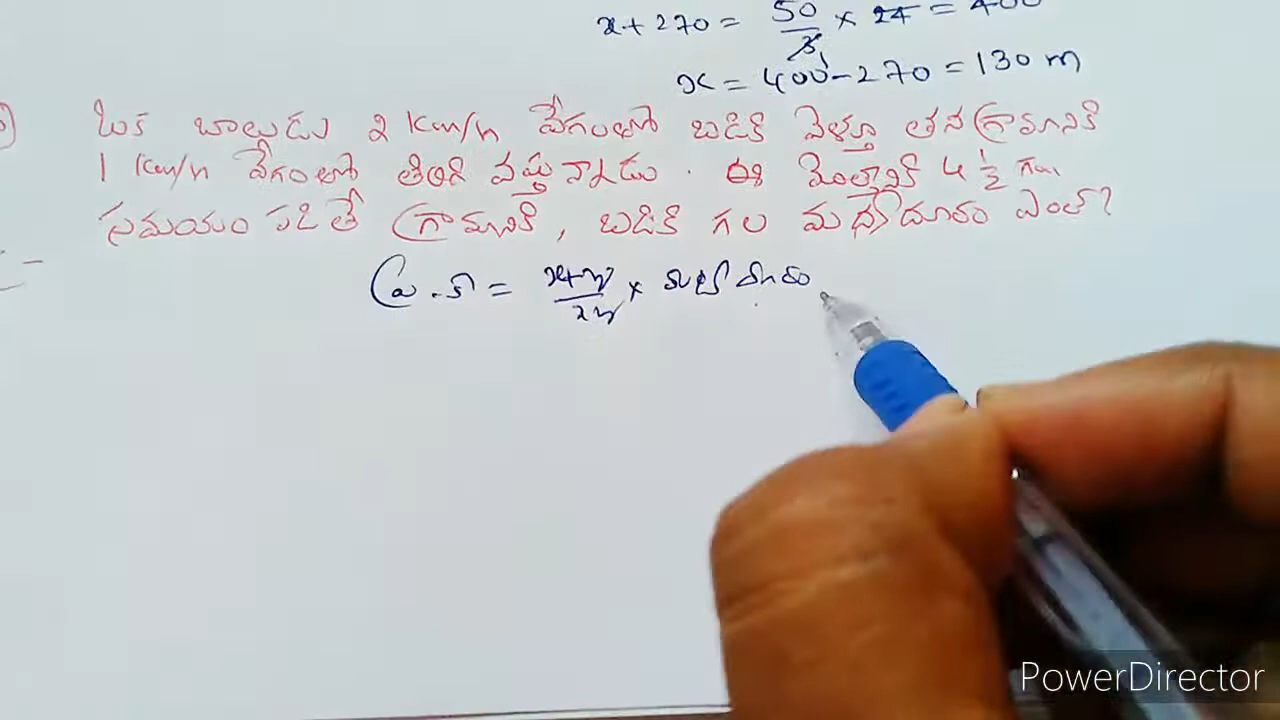 x + 270 = 50/3 × 24 = 400
x = 400 - 270 = 130 m
ఒక బాలుడు 2 Km/h వేగంతో బడికి వెళ్తూ తన గ్రామానికి
1 Km/h వేగంతో తిరిగి వస్తున్నాడు. ఈ మొత్తానికి 4 1/2 గం॥
సమయం పడితే గ్రామానికి, బడికి గల మధ్యదూరం ఎంత?
ప్ర.కా = x+y/xy ×
PowerDirector